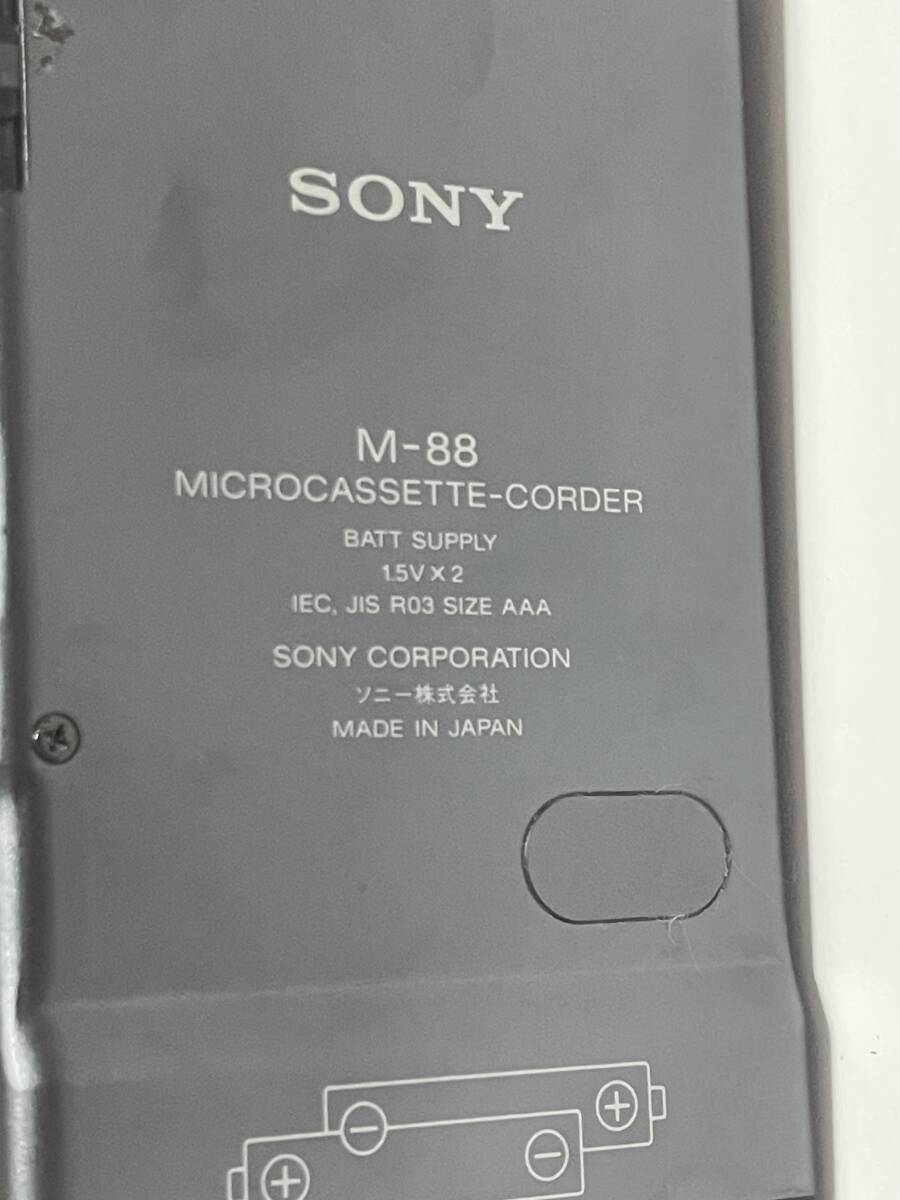 SONY
M-88
MICROCASSETTE-CORDER
BATT SUPPLY
1.5V X 2
IEC, JIS R03 SIZE AAA
SONY CORPORATION
ソニー株式会社
MADE IN JAPAN